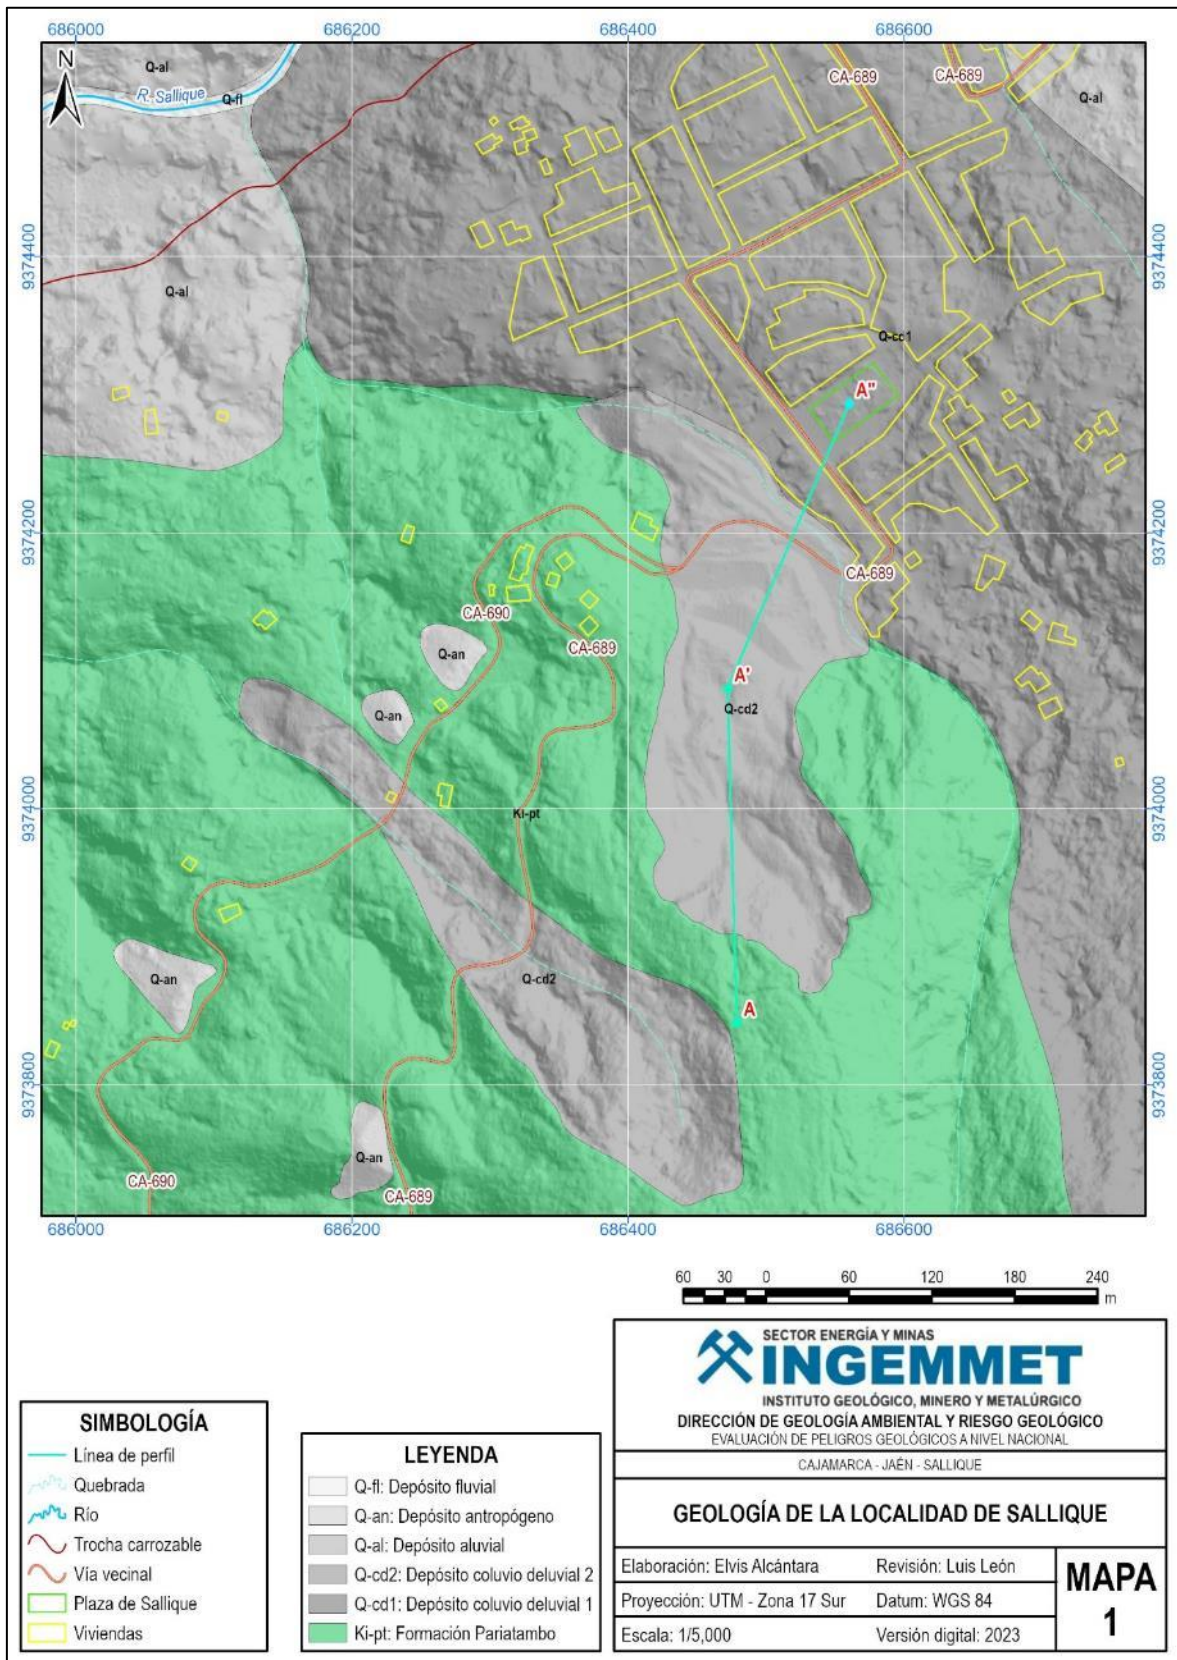 686000
686200
686400
686600
N
Q-al
R. Sallique
Q-fl
CA-689
CA-689
Q-al
9374400
9374400
Q-al
Q-cd1
A"
9374200
9374200
CA-689
CA-690
CA-689
Q-an
A'
Q-cd2
Q-an
9374000
9374000
Ki-pt
Q-an
Q-cd2
A
9373800
9373800
Q-an
CA-690
CA-689
686000
686200
686400
686600
60 30 0 60 120 180 240
m
SECTOR ENERGÍA Y MINAS
INGEMMET
INSTITUTO GEOLÓGICO, MINERO Y METALÚRGICO
DIRECCIÓN DE GEOLOGÍA AMBIENTAL Y RIESGO GEOLÓGICO
EVALUACIÓN DE PELIGROS GEOLÓGICOS A NIVEL NACIONAL
CAJAMARCA - JAÉN - SALLIQUE
GEOLOGÍA DE LA LOCALIDAD DE SALLIQUE
Elaboración: Elvis Alcántara
Revisión: Luis León
Proyección: UTM - Zona 17 Sur
Datum: WGS 84
Escala: 1/5,000
Versión digital: 2023
MAPA
1
SIMBOLOGÍA
Línea de perfil
Quebrada
Río
Trocha carrozable
Vía vecinal
Plaza de Sallique
Viviendas
LEYENDA
Q-fl: Depósito fluvial
Q-an: Depósito antropógeno
Q-al: Depósito aluvial
Q-cd2: Depósito coluvio deluvial 2
Q-cd1: Depósito coluvio deluvial 1
Ki-pt: Formación Pariatambo